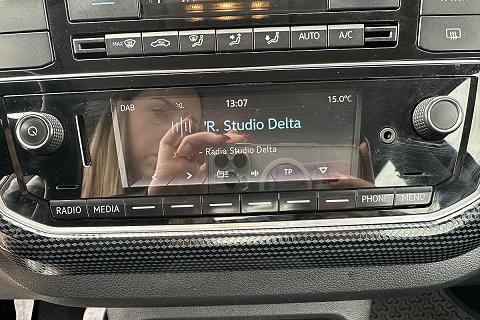 MAX AUTO A/C
DAB 13:07 15.0°C
'R. Studio Delta
- Radio Studio Delta
TP
RADIO MEDIA PHONE MENU